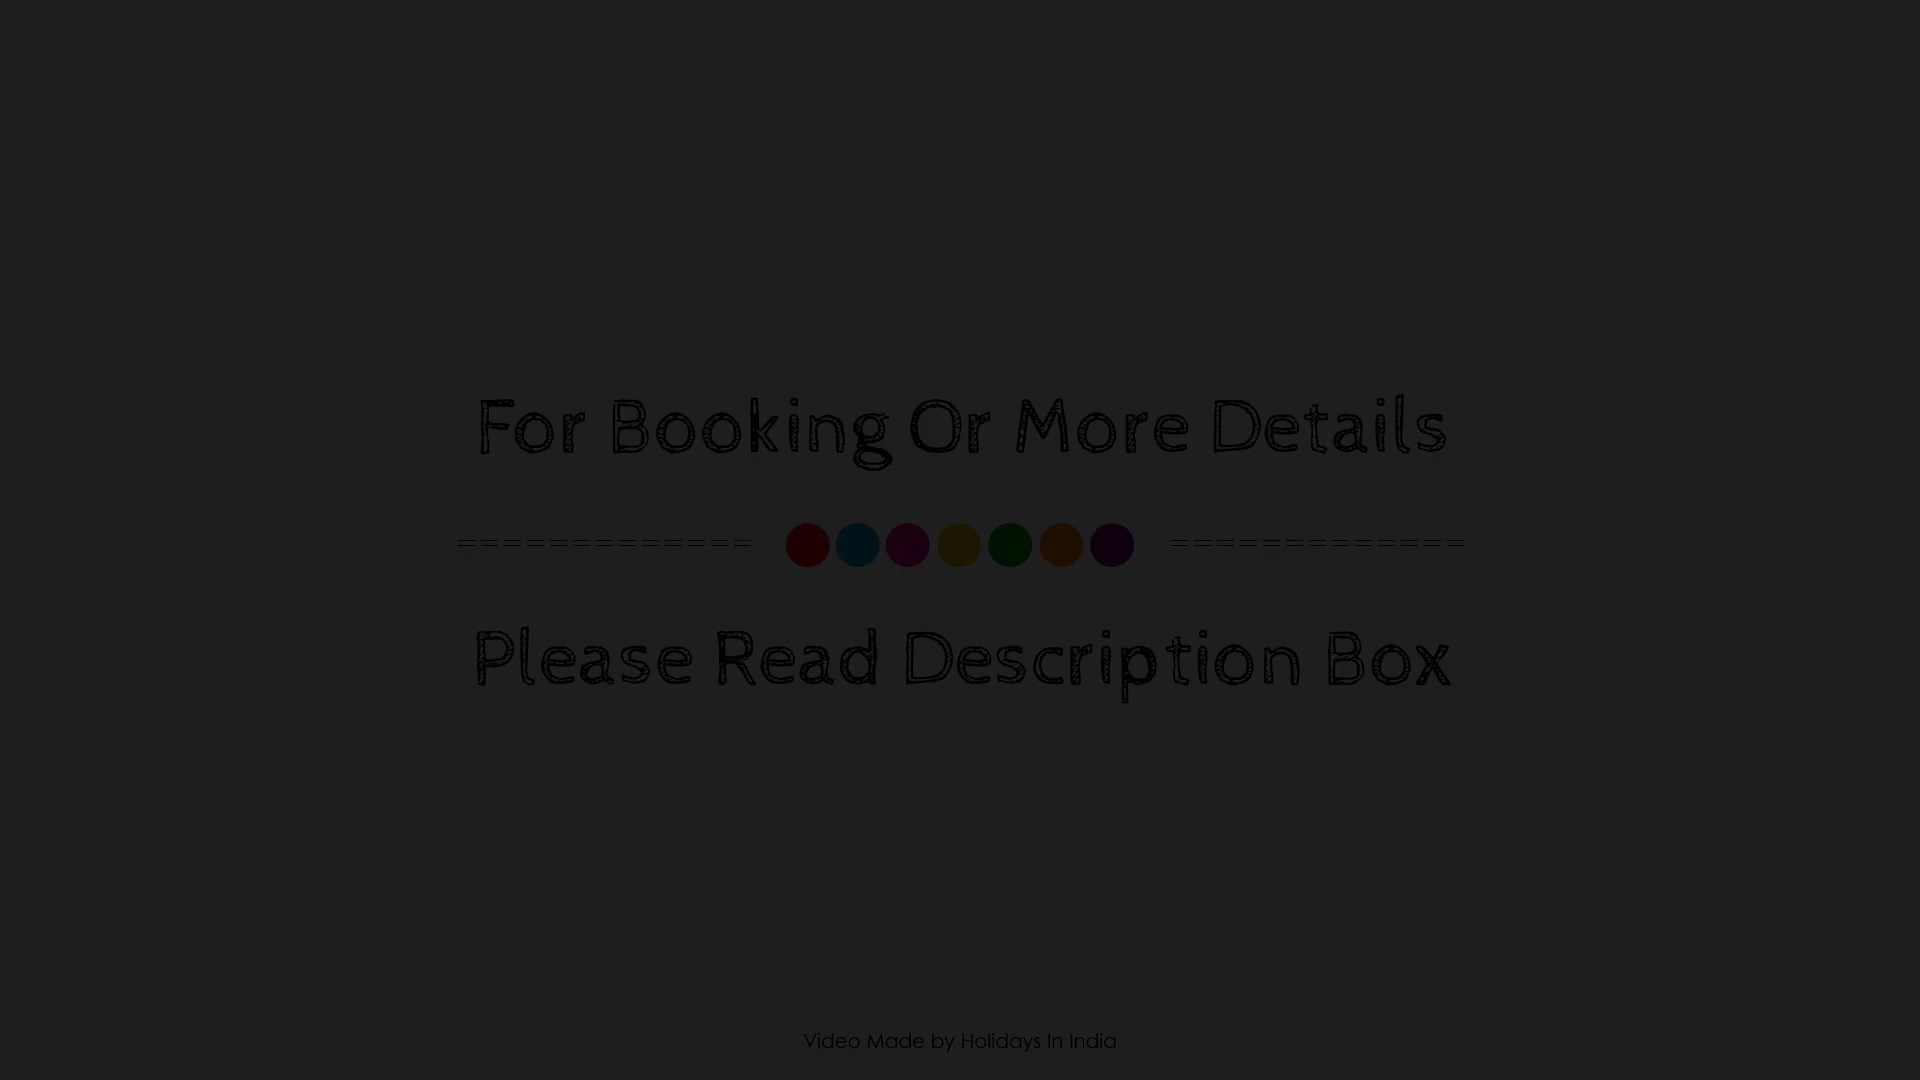 For Booking Or More Details
============= =============
Please Read Description Box
Video Made by Holidays In India